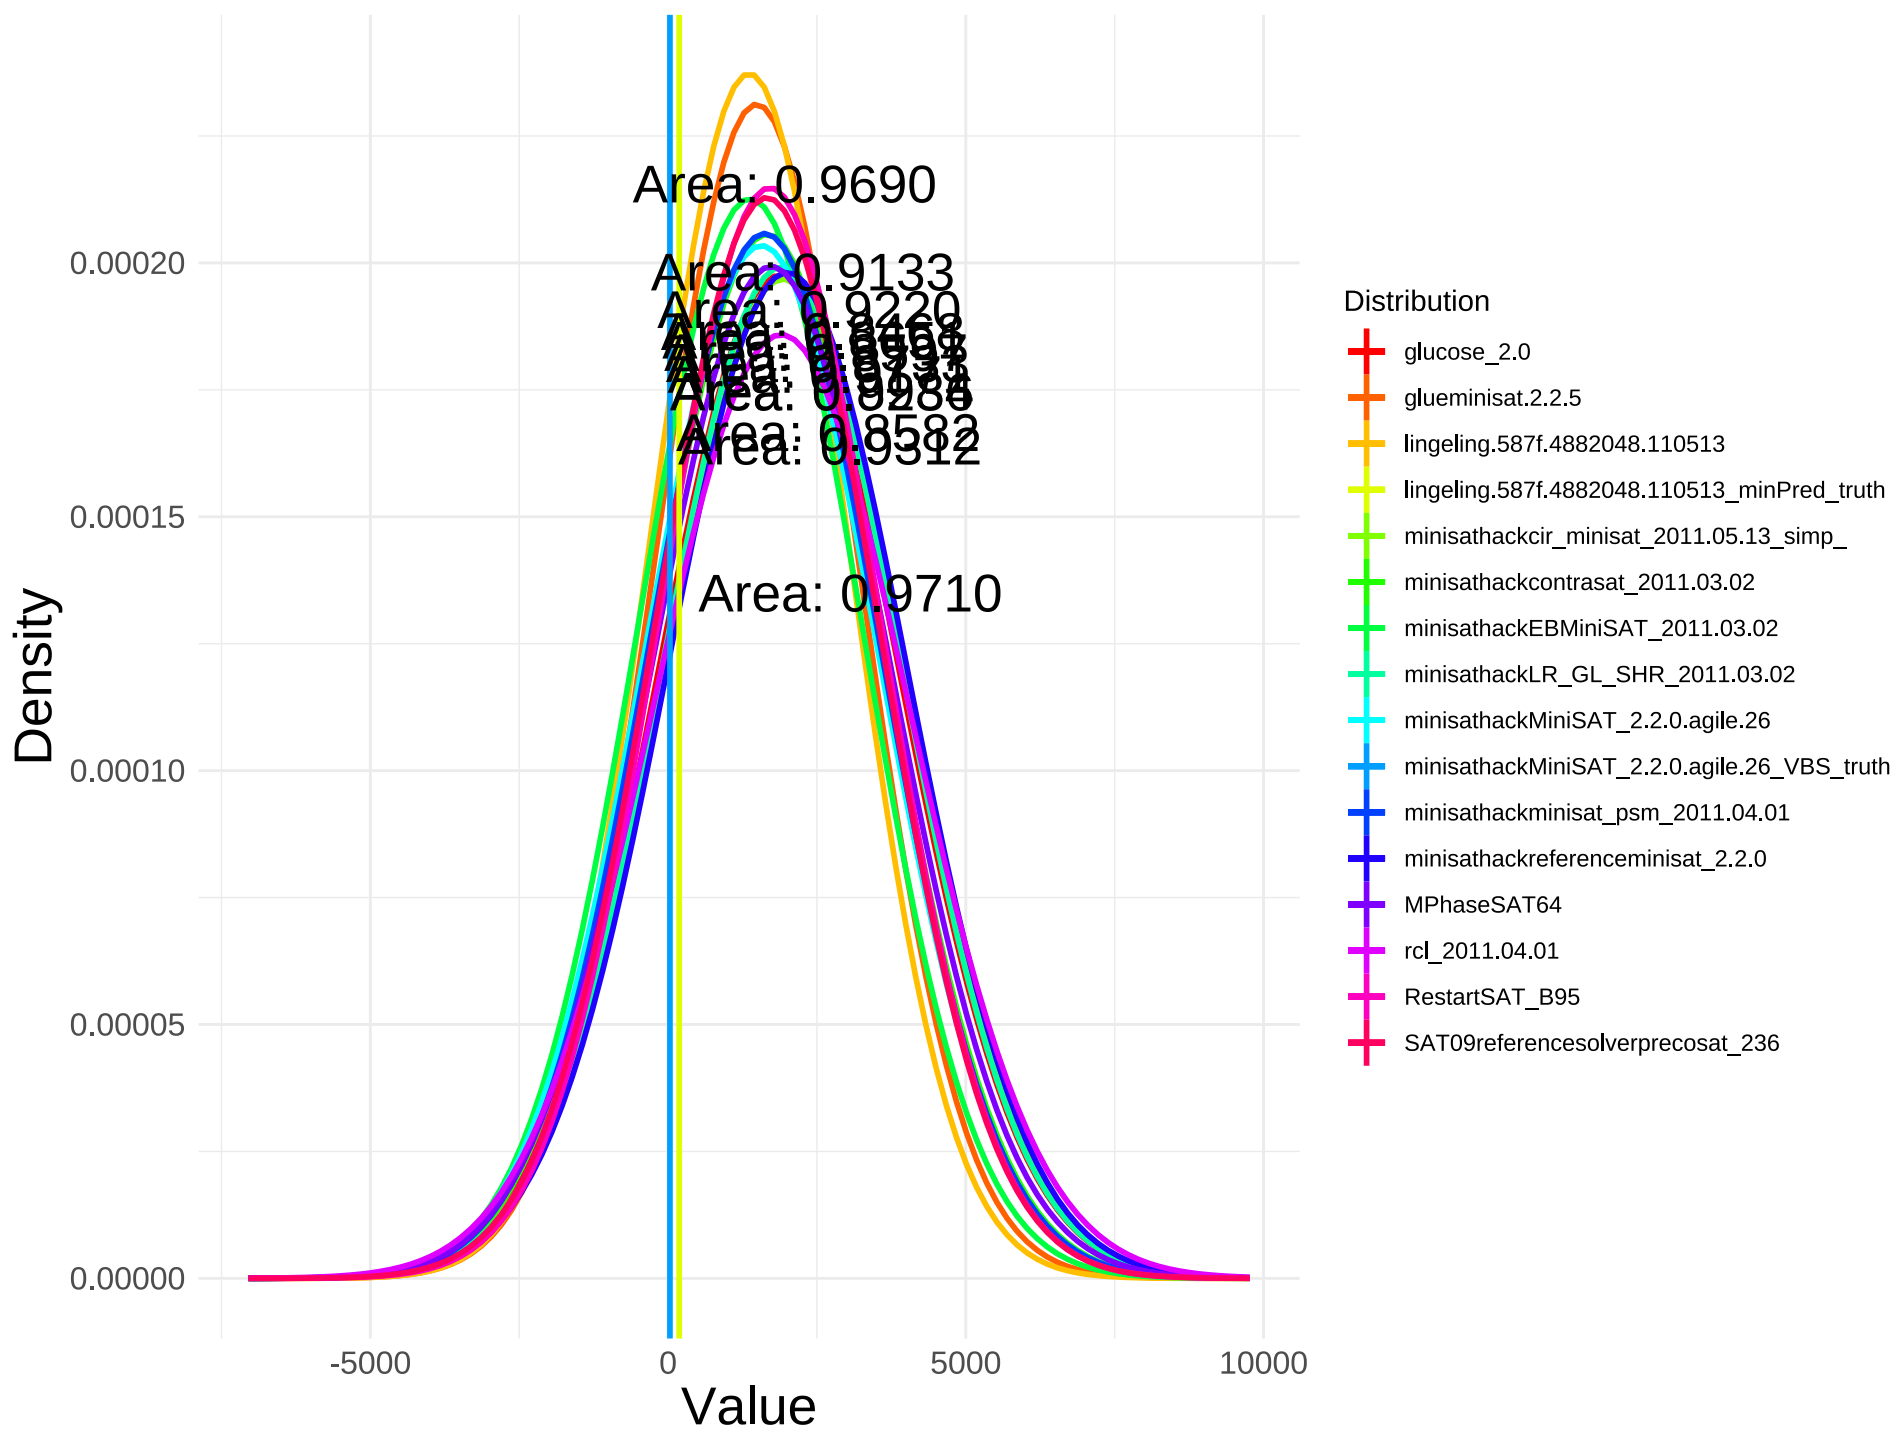 Area: 0.9690
0.00020
Area: 0.9133
Area: 0.9220
Area:
Area: 0.8582
Area: 0.9312
0.00015
Area: 0.9710
0.00010
0.00005
0.00000
Density
-5000
0
5000
10000
Value
Distribution
glucose_2.0
glueminisat.2.2.5
lingeling.587f.4882048.110513
lingeling.587f.4882048.110513_minPred_truth
minisathackcir_minisat_2011.05.13_simp_
minisathackcontrasat_2011.03.02
minisathackEBMiniSAT_2011.03.02
minisathackLR_GL_SHR_2011.03.02
minisathackMiniSAT_2.2.0.agile.26
minisathackMiniSAT_2.2.0.agile.26_VBS_truth
minisathackminisat_psm_2011.04.01
minisathackreferenceminisat_2.2.0
MPhaseSAT64
rcl_2011.04.01
RestartSAT_B95
SAT09referencesolverprecosat_236